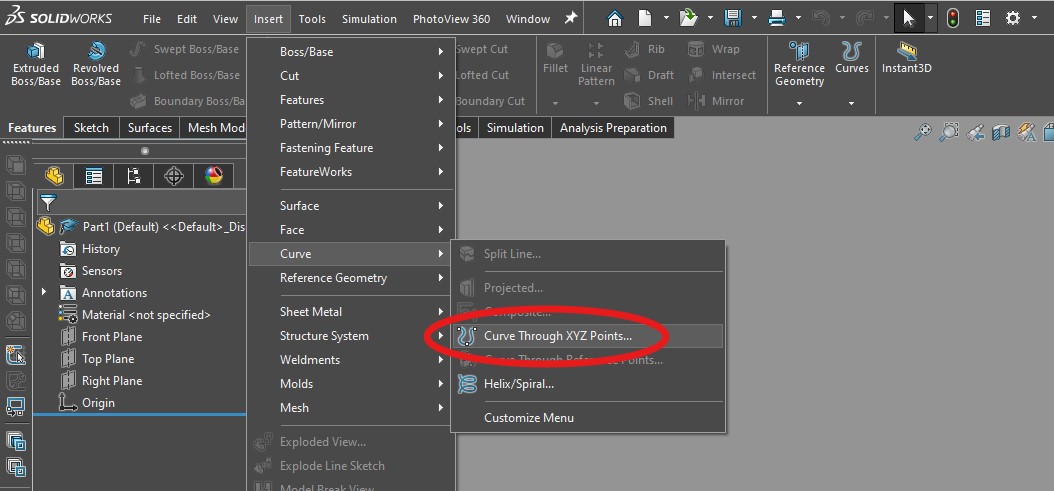 SOLIDWORKS File Edit View Insert Tools Simulation PhotoView 360 Window
Extruded Boss/Base
Revolved Boss/Base
Swept Boss/Base
Lofted Boss/Base
Boundary Boss/Ba
Swept Cut
Lofted Cut
Boundary Cut
Fillet
Linear Pattern
Rib
Draft
Shell
Wrap
Intersect
Mirror
Reference Geometry
Curves
Instant3D
Features Sketch Surfaces Mesh Mod ols Simulation Analysis Preparation
Part1 (Default) <<Default>_Dis
History
Sensors
Annotations
Material <not specified>
Front Plane
Top Plane
Right Plane
Origin
Boss/Base
Cut
Features
Pattern/Mirror
Fastening Feature
FeatureWorks
Surface
Face
Curve
Reference Geometry
Sheet Metal
Structure System
Weldments
Molds
Mesh
Exploded View...
Explode Line Sketch
Model Break View
Split Line...
Projected...
Composite...
Curve Through XYZ Points...
Curve Through Reference Points...
Helix/Spiral...
Customize Menu